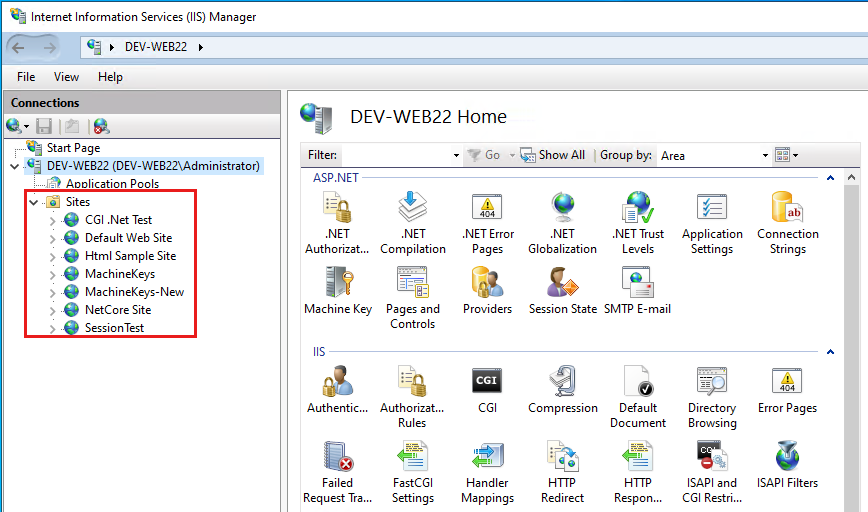 Internet Information Services (IIS) Manager
DEV-WEB22
File View Help
Connections
Start Page
DEV-WEB22 (DEV-WEB22\Administrator)
Application Pools
Sites
CGI .Net Test
Default Web Site
Html Sample Site
MachineKeys
MachineKeys-New
NetCore Site
SessionTest
DEV-WEB22 Home
Filter: Go Show All Group by: Area
ASP.NET
.NET Authorizat...
.NET Compilation
.NET Error Pages
.NET Globalization
.NET Trust Levels
Application Settings
Connection Strings
Machine Key
Pages and Controls
Providers
Session State
SMTP E-mail
IIS
Authentic...
Authorizat... Rules
CGI
Compression
Default Document
Directory Browsing
Error Pages
Failed Request Tra...
FastCGI Settings
Handler Mappings
HTTP Redirect
HTTP Respon...
ISAPI and CGI Restri...
ISAPI Filters